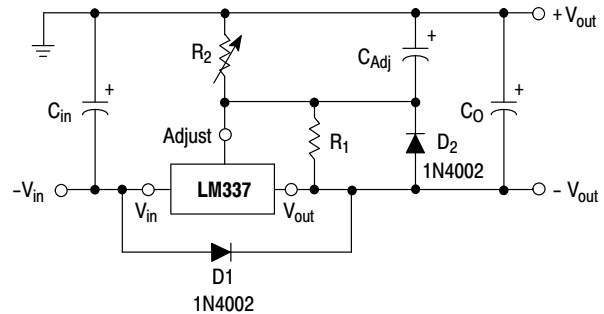 + Vout
R2
CAdj
+
+
+
Cin
CO
Adjust
R1
D2
1N4002
–Vin
LM337
– Vout
Vin
Vout
D1
1N4002